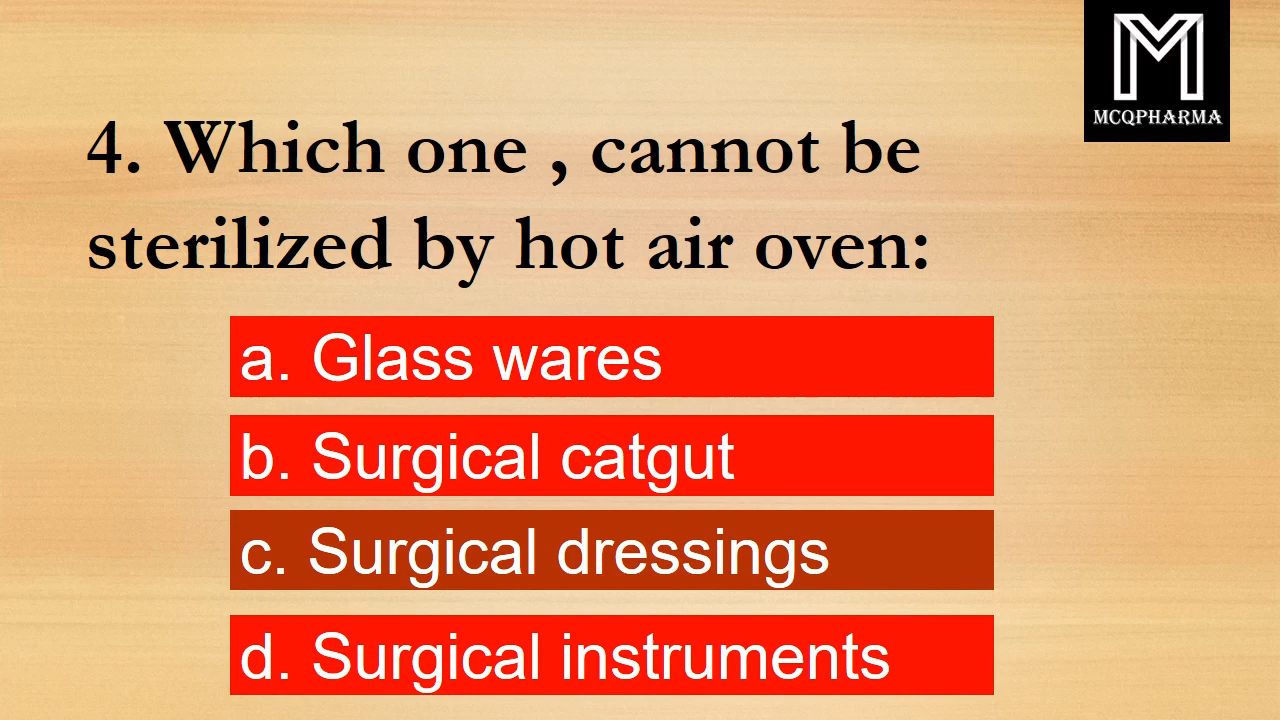 MCQPHARMA
4. Which one , cannot be
sterilized by hot air oven:
a. Glass wares
b. Surgical catgut
c. Surgical dressings
d. Surgical instruments